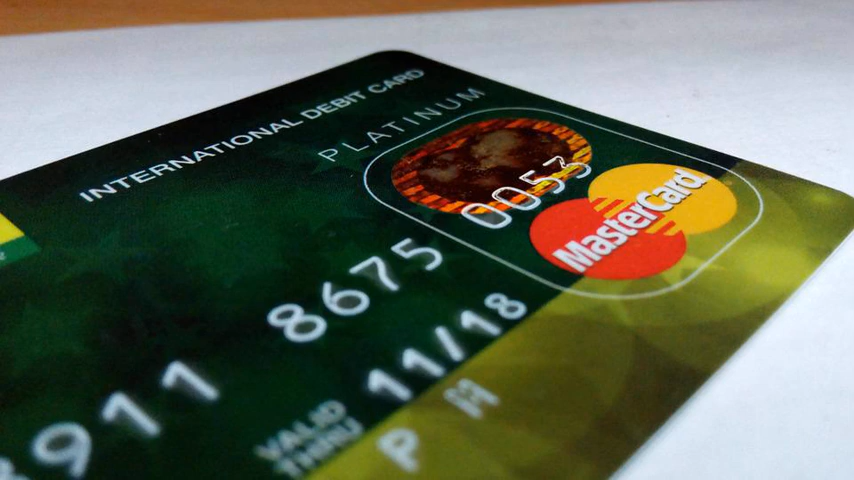 INTERNATIONAL DEBIT CARD
PLATINUM
911 8675 0053
MasterCard
VALID THRU 11/18
P